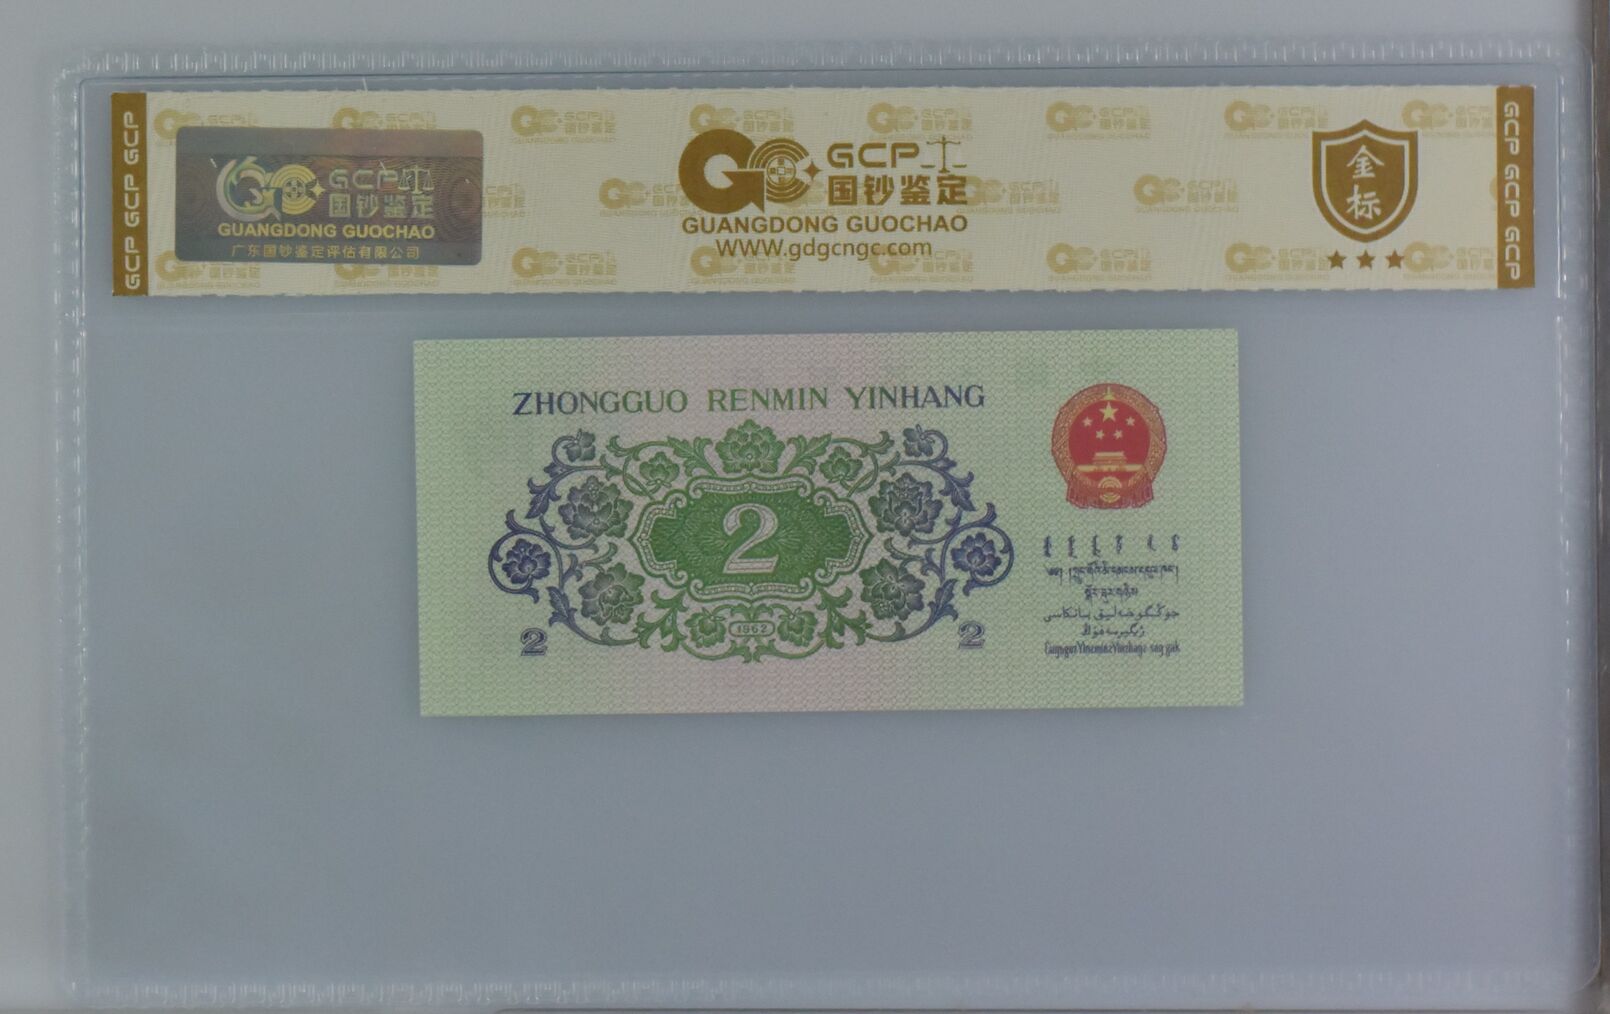 GCP GCP GCP
GCP
国钞鉴定
GUANGDONG GUOCHAO
广东国钞鉴定评估有限公司
GCP
国钞鉴定
GUANGDONG GUOCHAO
WWW.gdgcngc.com
金
标
GCP GCP GCP
ZHONGGUO RENMIN YINHANG
2
1962
2
2